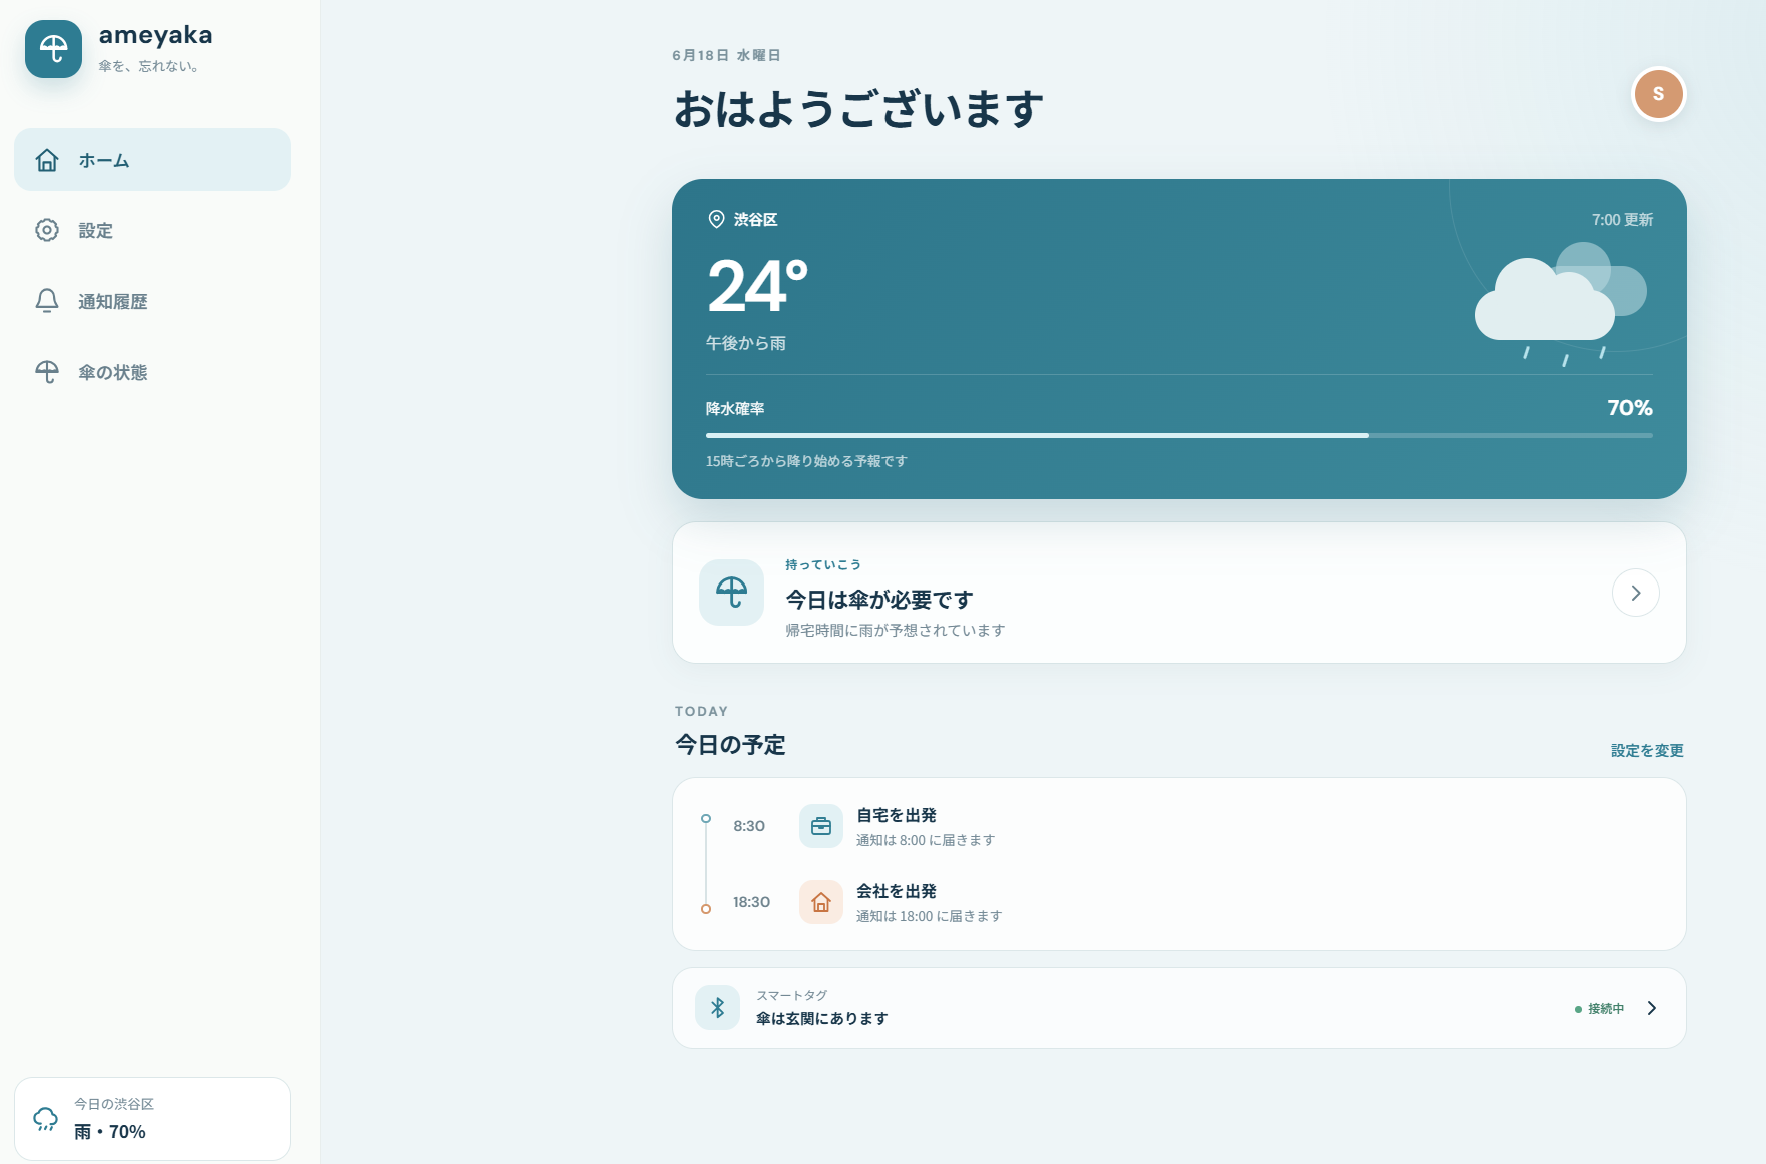 ameyaka
傘を、忘れない。
ホーム
設定
通知履歴
傘の状態
今日の渋谷区
雨・70%
6月18日 水曜日
おはようございます
S
渋谷区
7:00 更新
24°
午後から雨
降水確率
70%
15時ごろから降り始める予報です
持っていこう
今日は傘が必要です
帰宅時間に雨が予想されています
TODAY
今日の予定
設定を変更
8:30
自宅を出発
通知は 8:00 に届きます
18:30
会社を出発
通知は 18:00 に届きます
スマートタグ
傘は玄関にあります
接続中